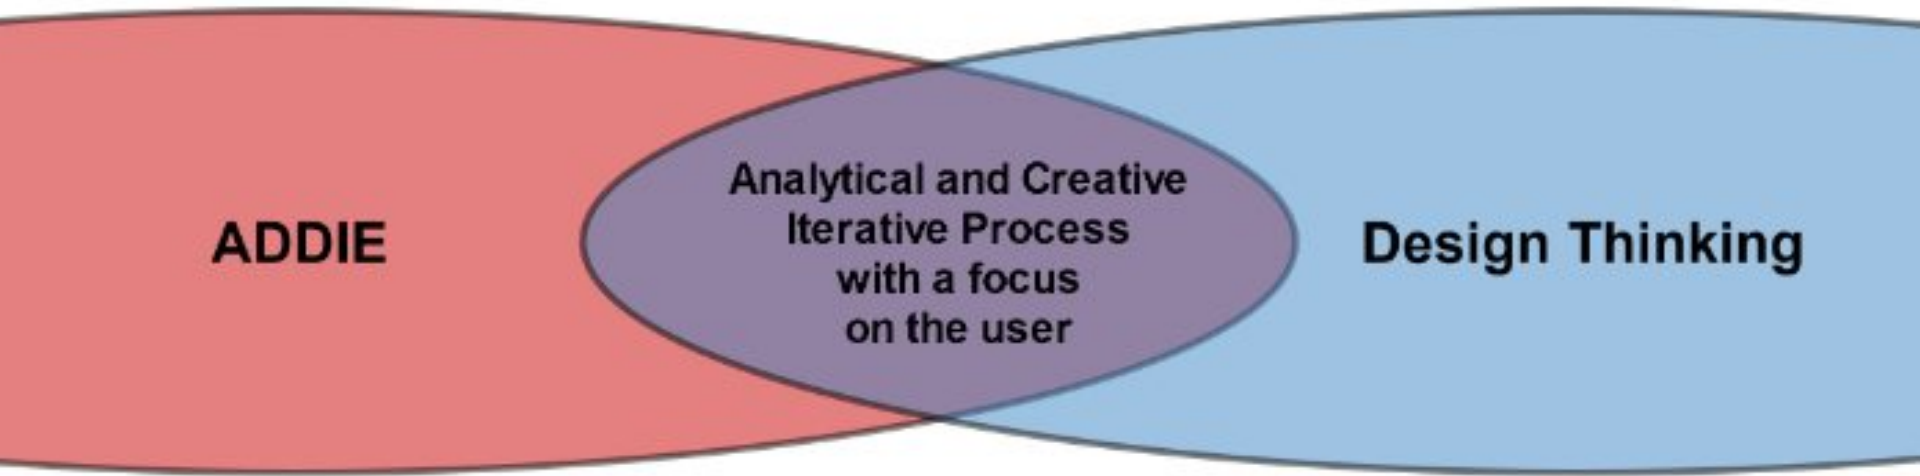 ADDIE
Analytical and Creative
Iterative Process
with a focus
on the user
Design Thinking